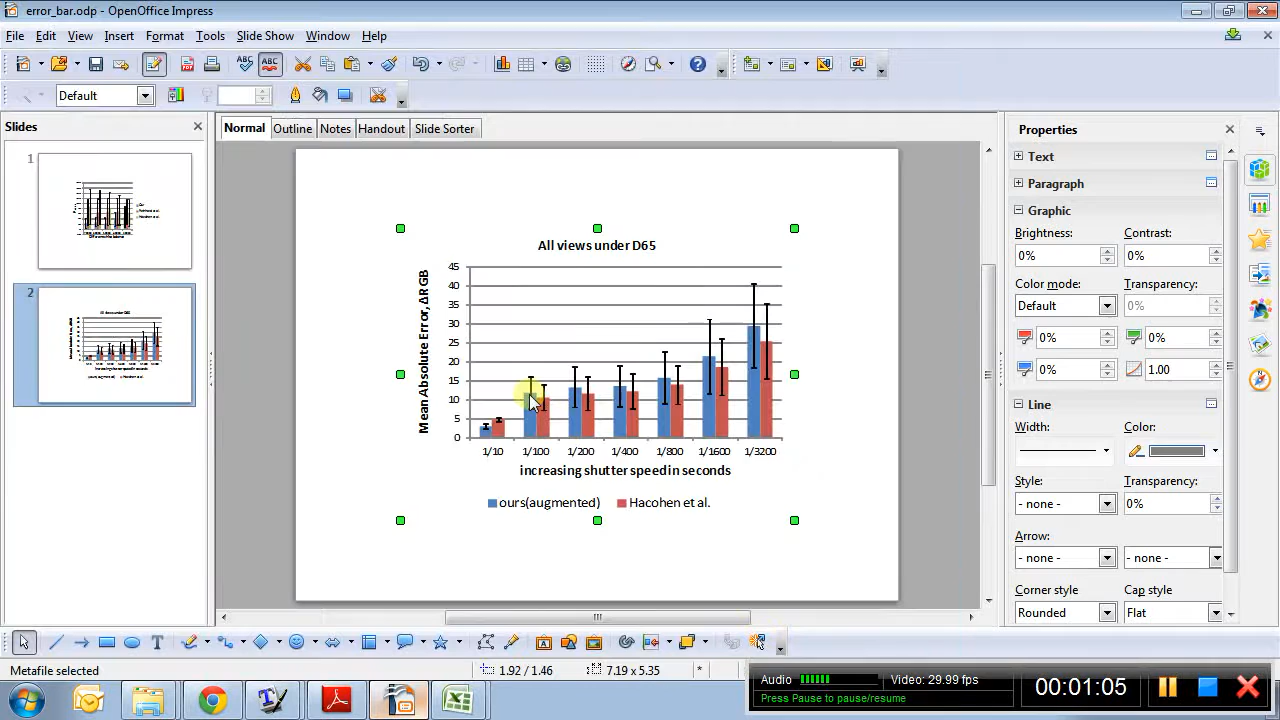 error_bar.odp - OpenOffice Impress
File Edit View Insert Format Tools Slide Show Window Help
Default
Slides
Normal Outline Notes Handout Slide Sorter
Properties
1
2
Text
Paragraph
Graphic
Brightness: Contrast:
0% 0%
Color mode: Transparency:
Default 0%
0% 0%
0% 1.00
Line
Width: Color:
Style: Transparency:
- none - 0%
Arrow:
- none - - none -
Corner style Cap style
Rounded Flat
All views under D65
Mean Absolute Error, ΔRGB
45
40
35
30
25
20
15
10
5
0
1/10 1/100 1/200 1/400 1/800 1/1600 1/3200
increasing shutter speed in seconds
ours(augmented) Hacohen et al.
Metafile selected 1.92 / 1.46 7.19 x 5.35 *
Audio Video: 29.99 fps
Press Pause to pause/resume
00:01:05